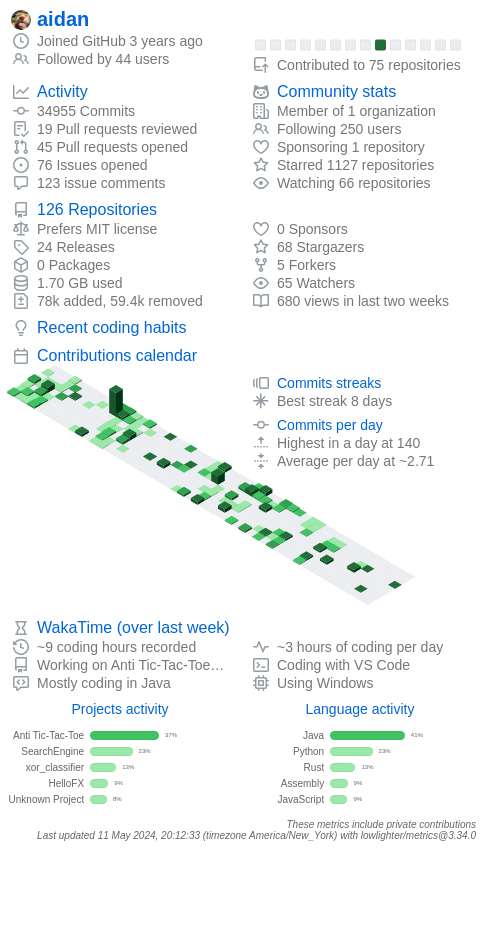 aidan
Joined GitHub 3 years ago
Followed by 44 users
Contributed to 75 repositories
Activity
34955 Commits
19 Pull requests reviewed
45 Pull requests opened
76 Issues opened
123 issue comments
Community stats
Member of 1 organization
Following 250 users
Sponsoring 1 repository
Starred 1127 repositories
Watching 66 repositories
126 Repositories
Prefers MIT license
24 Releases
0 Packages
1.70 GB used
78k added, 59.4k removed
0 Sponsors
68 Stargazers
5 Forkers
65 Watchers
680 views in last two weeks
Recent coding habits
Contributions calendar
Commits streaks
Best streak 8 days
Commits per day
Highest in a day at 140
Average per day at ~2.71
WakaTime (over last week)
~9 coding hours recorded
Working on Anti Tic-Tac-Toe…
Mostly coding in Java
~3 hours of coding per day
Coding with VS Code
Using Windows
Projects activity
Anti Tic-Tac-Toe 37%
SearchEngine 23%
xor_classifier 13%
HelloFX 9%
Unknown Project 8%
Language activity
Java 41%
Python 23%
Rust 13%
Assembly 9%
JavaScript 9%
These metrics include private contributions
Last updated 11 May 2024, 20:12:33 (timezone America/New_York) with lowlighter/metrics@3.34.0